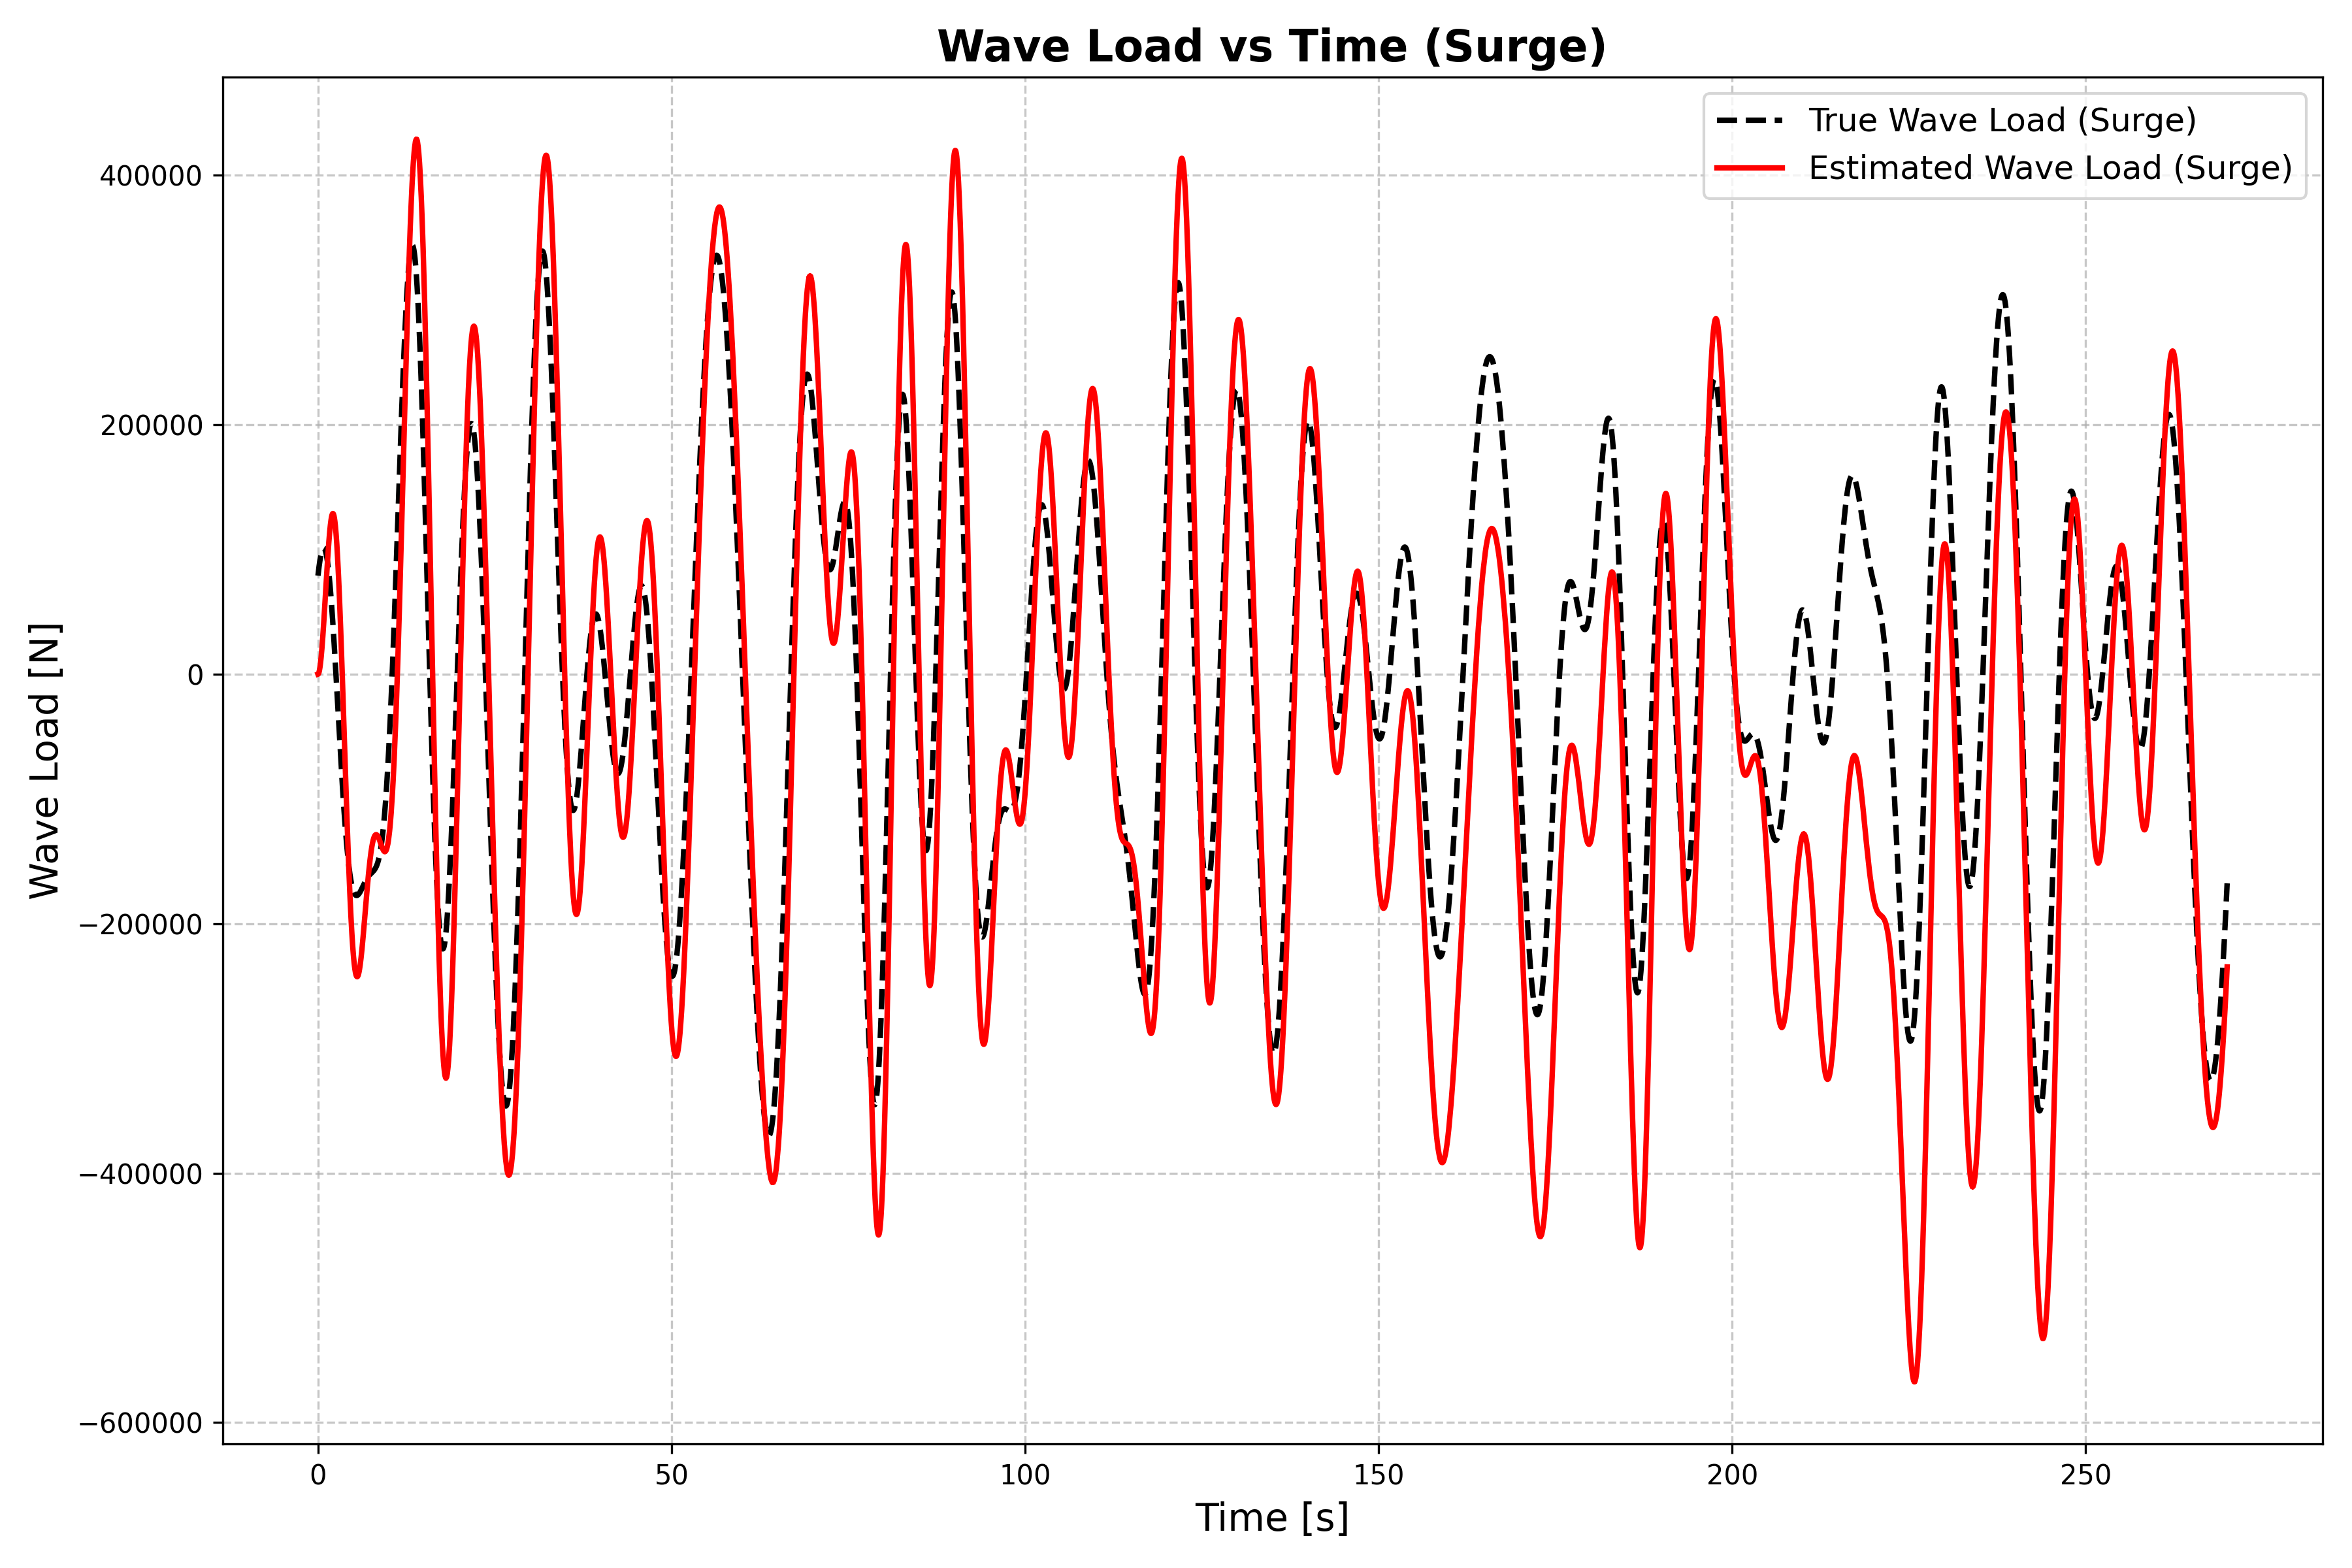 Wave Load vs Time (Surge)
True Wave Load (Surge)
Estimated Wave Load (Surge)
Wave Load [N]
400000
200000
0
−200000
−400000
−600000
0 50 100 150 200 250
Time [s]